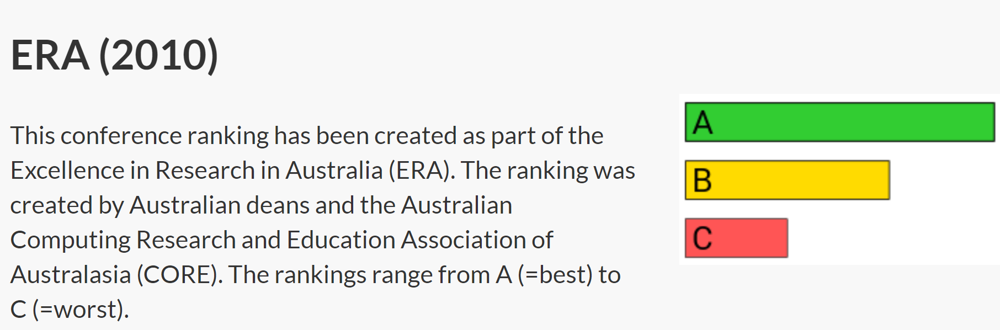 ERA (2010)
This conference ranking has been created as part of the
Excellence in Research in Australia (ERA). The ranking was
created by Australian deans and the Australian
Computing Research and Education Association of
Australasia (CORE). The rankings range from A (=best) to
C (=worst).
A
B
C